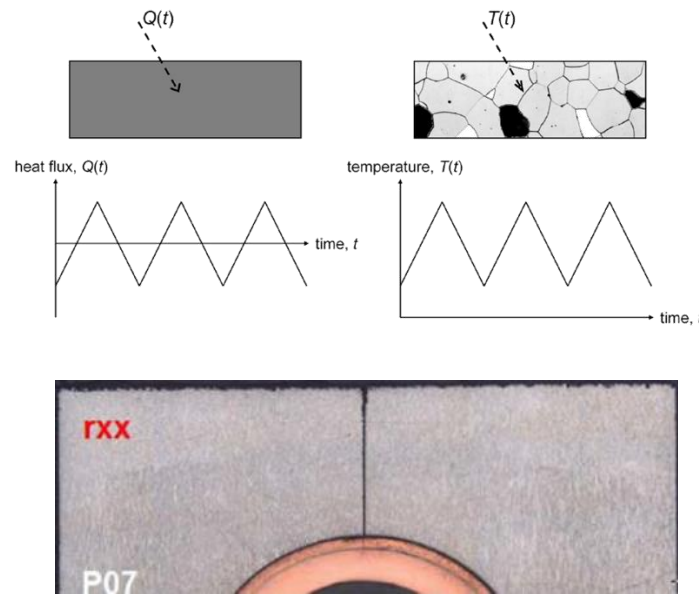 Q(t)
T(t)
heat flux, Q(t)
temperature, T(t)
time, t
time,
rxx
P07